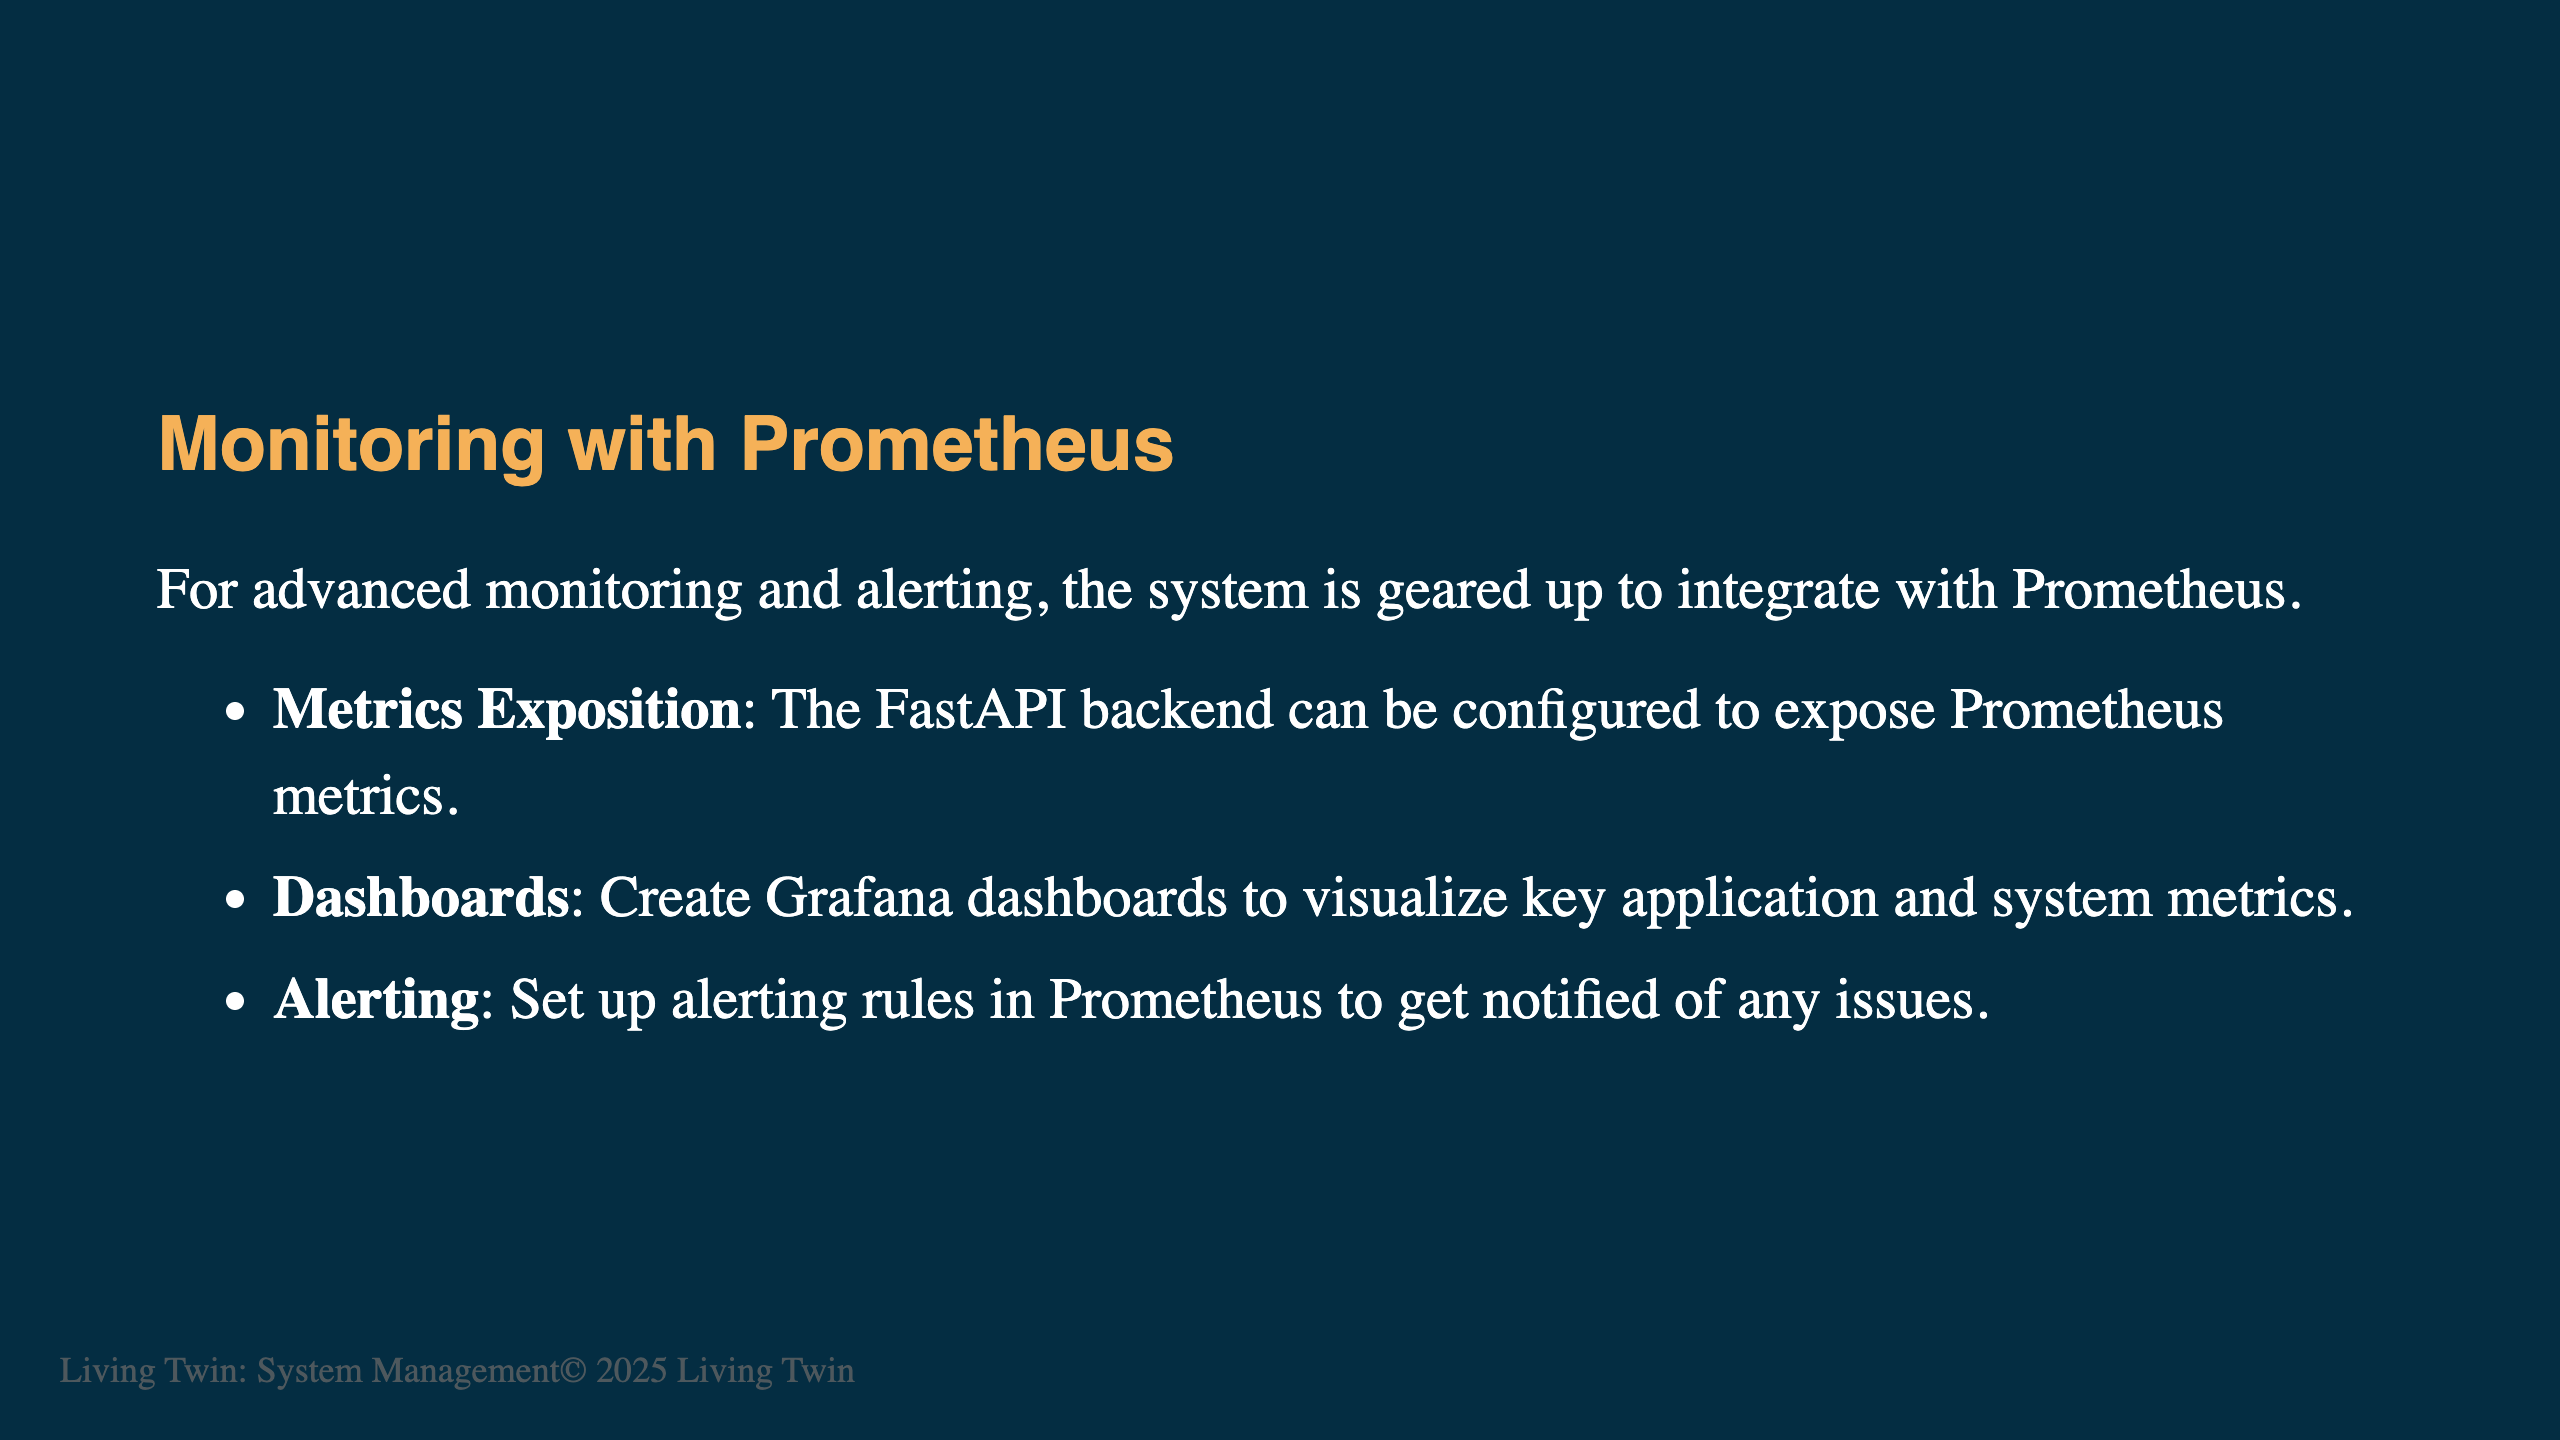 Monitoring with Prometheus
For advanced monitoring and alerting, the system is geared up to integrate with Prometheus.
• Metrics Exposition: The FastAPI backend can be configured to expose Prometheus
metrics.
• Dashboards: Create Grafana dashboards to visualize key application and system metrics.
• Alerting: Set up alerting rules in Prometheus to get notified of any issues.
Living Twin: System Management© 2025 Living Twin